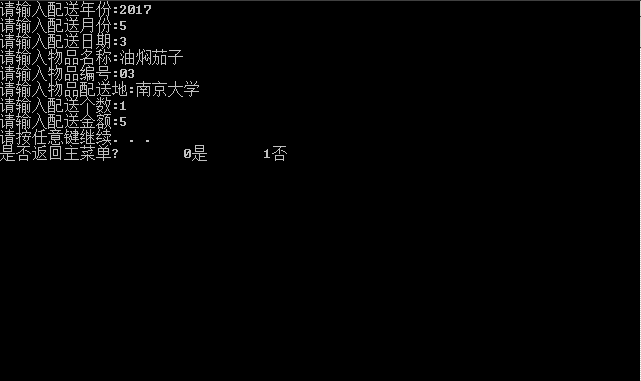 请输入配送年份:2017
请输入配送月份:5
请输入配送日期:3
请输入物品名称:油焖茄子
请输入物品编号:03
请输入物品配送地:南京大学
请输入配送个数:1
请输入配送金额:5
请按任意键继续. . .
是否返回主菜单?        0是       1否